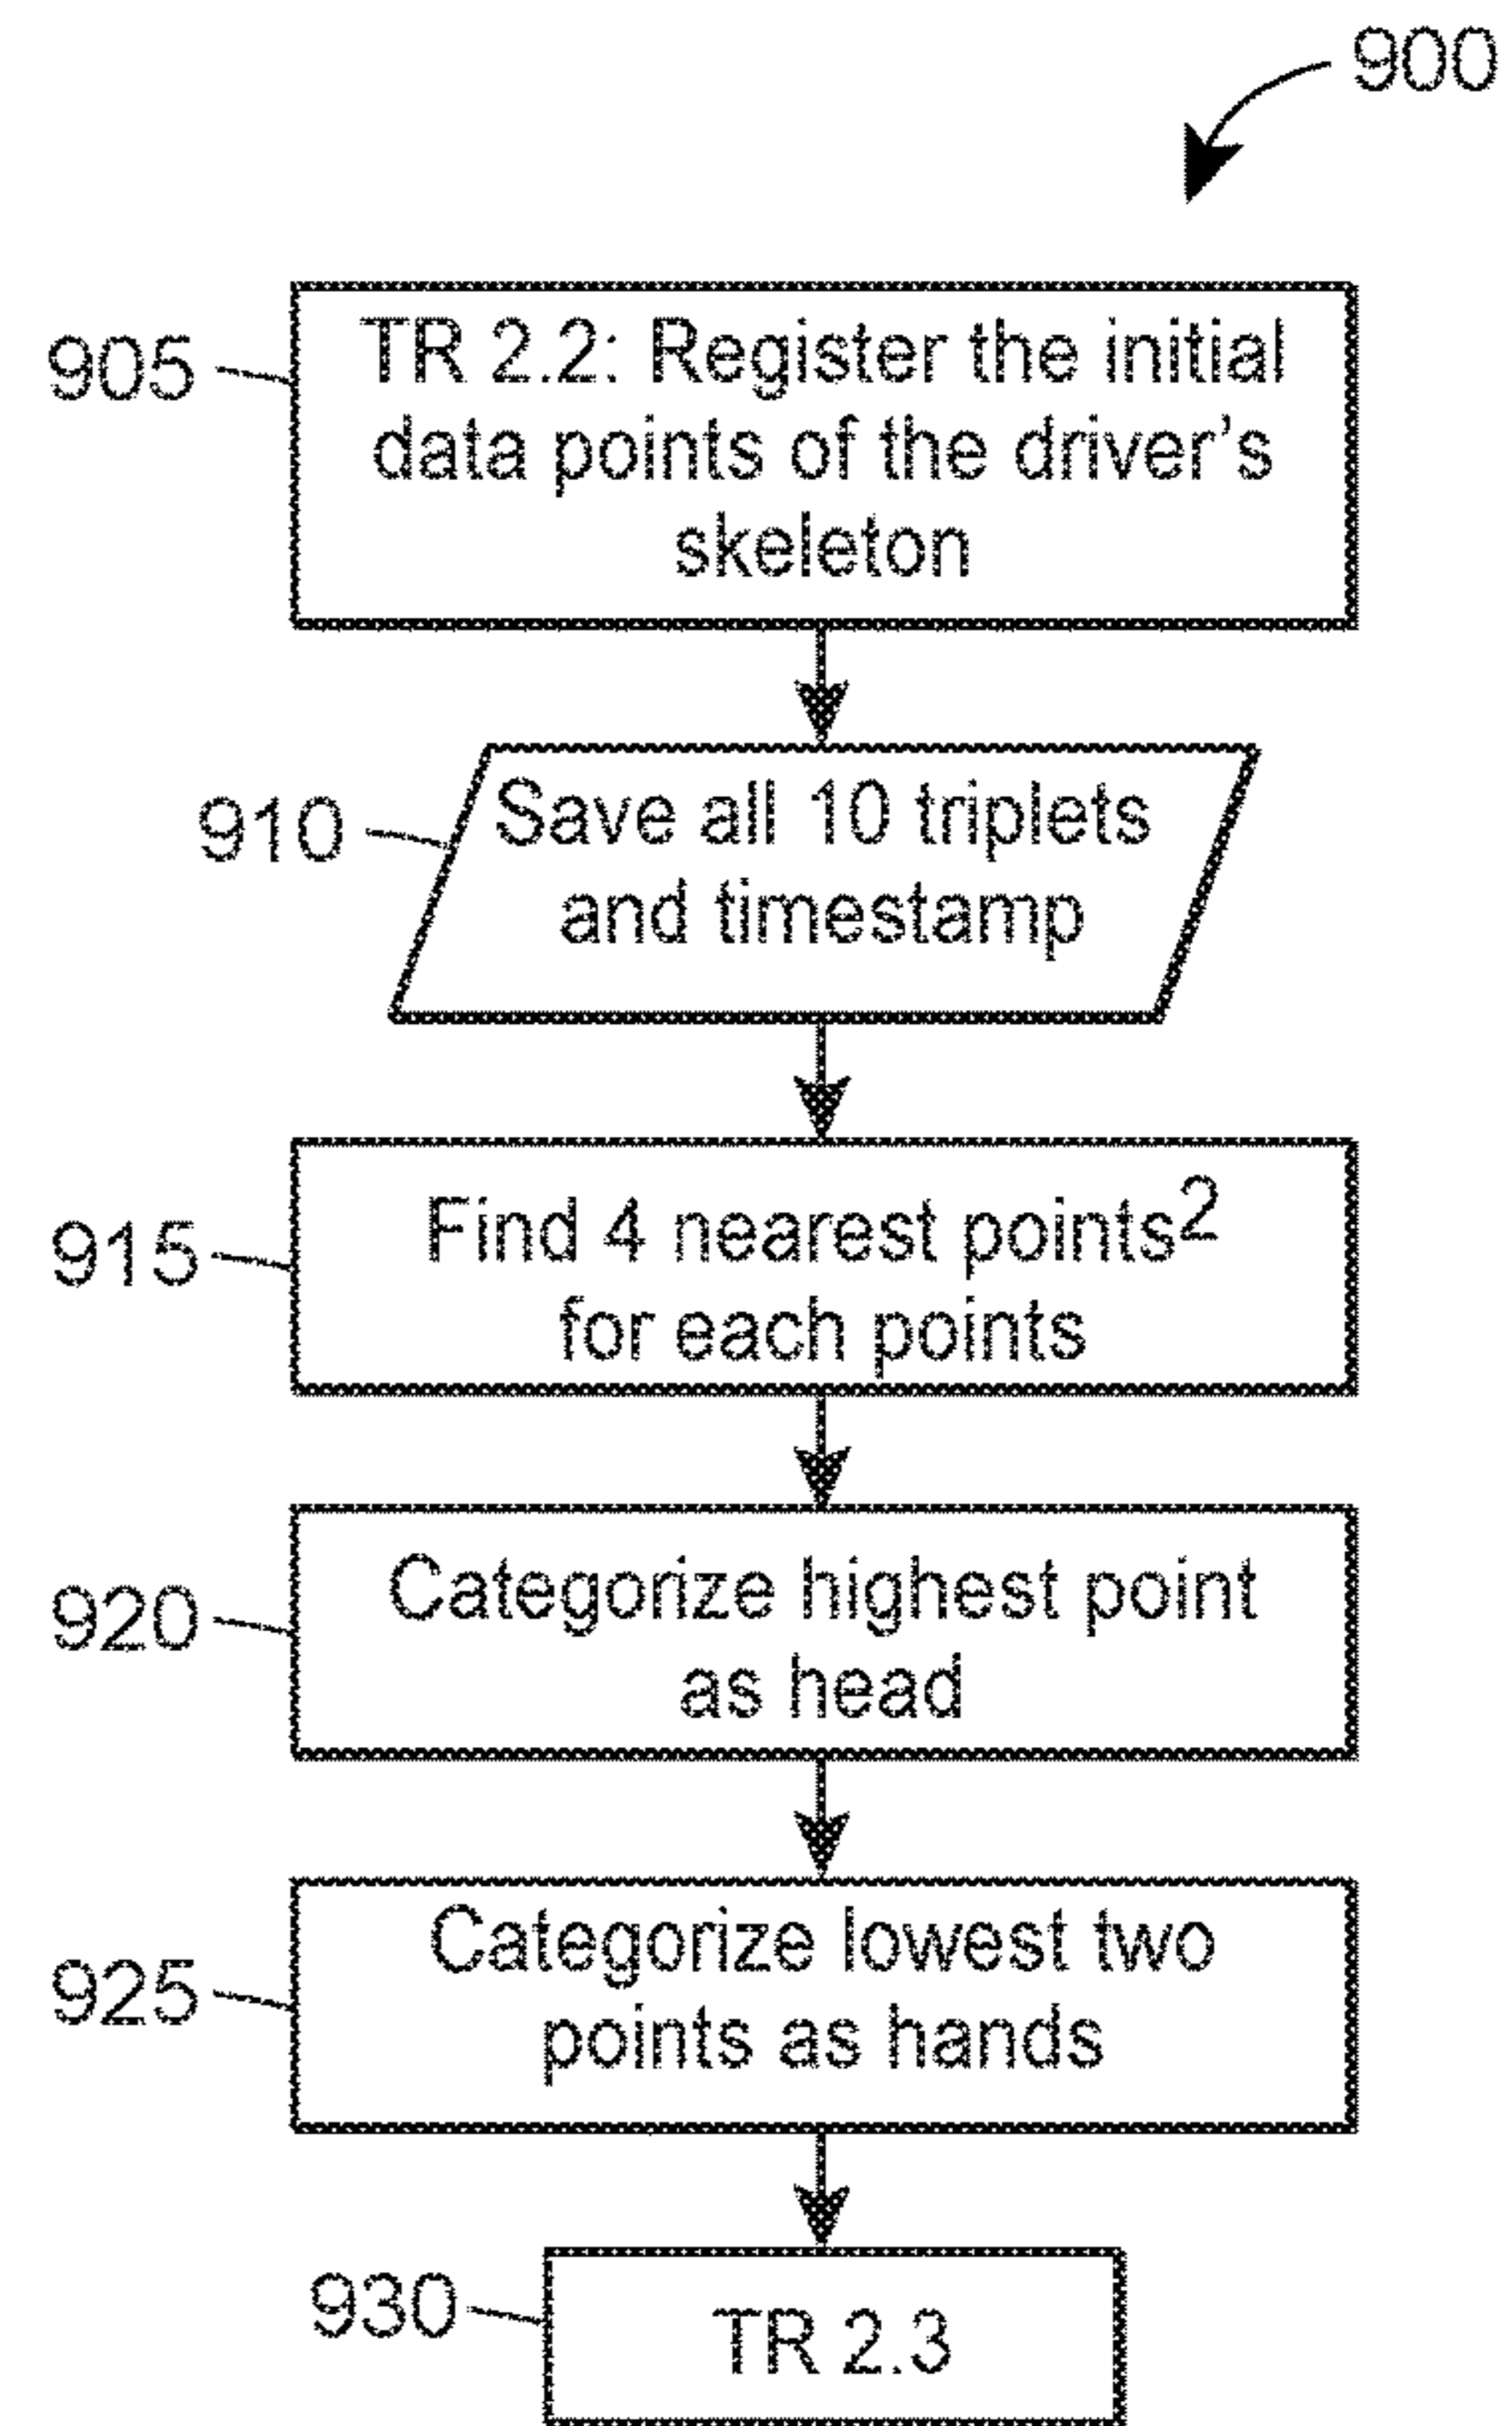 900
905
TR 2.2: Register the initial
data points of the driver's
skeleton
910
Save all 10 triplets
and timestamp
915
Find 4 nearest points2
for each points
920
Categorize highest point
as head
925
Categorize lowest two
points as hands
930
TR 2.3